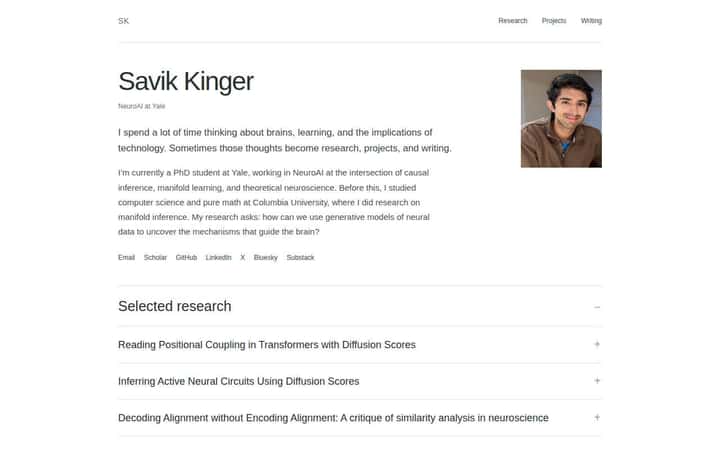 SK
Research Projects Writing
Savik Kinger
NeuroAI at Yale
I spend a lot of time thinking about brains, learning, and the implications of
technology. Sometimes those thoughts become research, projects, and writing.
I'm currently a PhD student at Yale, working in NeuroAI at the intersection of causal
inference, manifold learning, and theoretical neuroscience. Before this, I studied
computer science and pure math at Columbia University, where I did research on
manifold inference. My research asks: how can we use generative models of neural
data to uncover the mechanisms that guide the brain?
Email Scholar GitHub LinkedIn X Bluesky Substack
Selected research –
Reading Positional Coupling in Transformers with Diffusion Scores +
Inferring Active Neural Circuits Using Diffusion Scores +
Decoding Alignment without Encoding Alignment: A critique of similarity analysis in neuroscience +